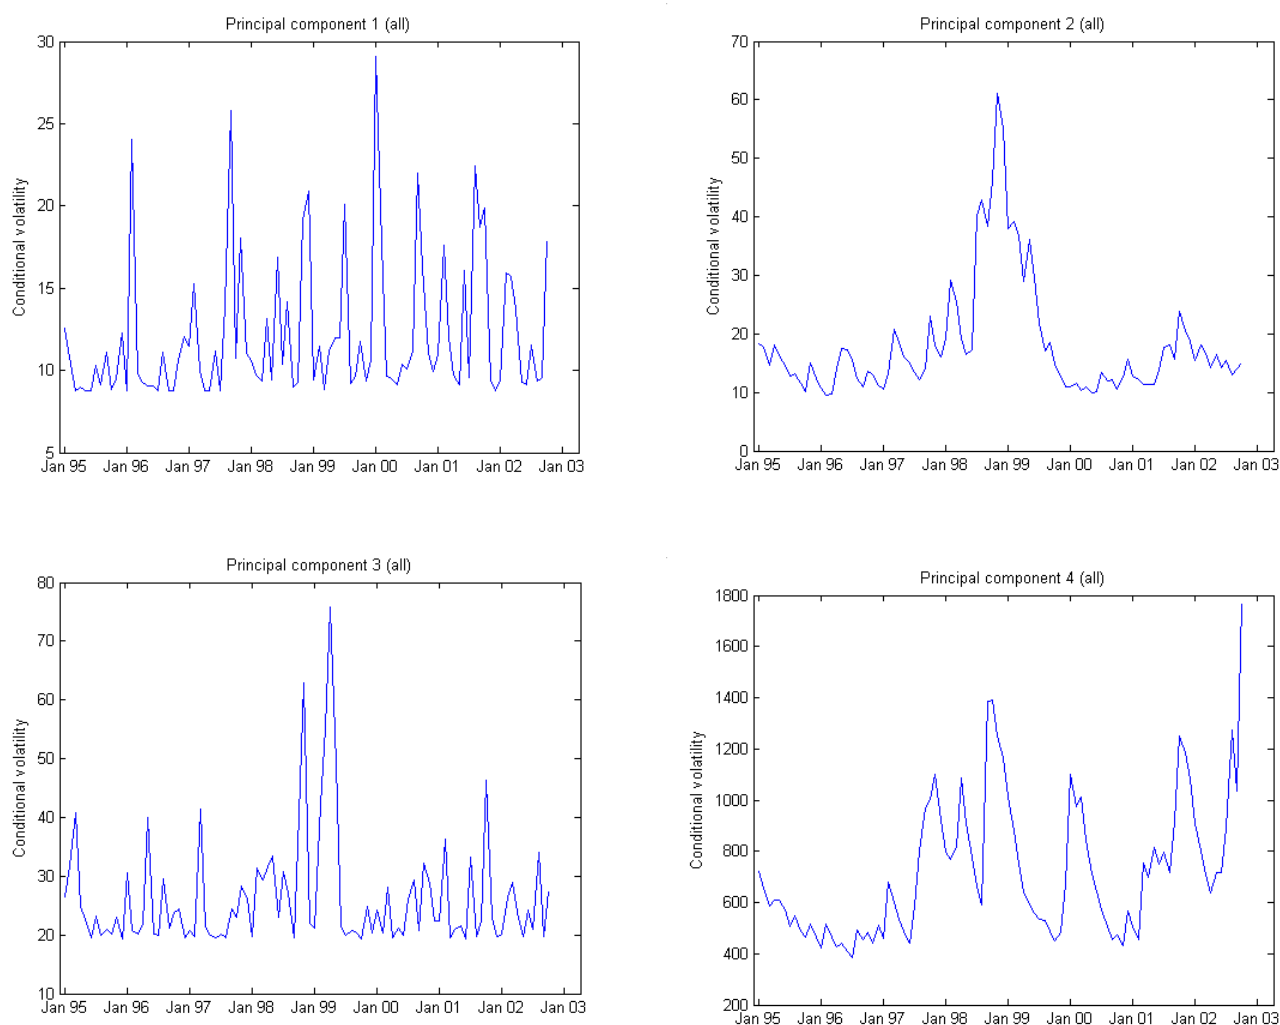 Principal component 1 (all)
30
25
20
15
10
5
Conditional volatility
Jan 95 Jan 96 Jan 97 Jan 98 Jan 99 Jan 00 Jan 01 Jan 02 Jan 03
Principal component 2 (all)
70
60
50
40
30
20
10
0
Conditional volatility
Jan 95 Jan 96 Jan 97 Jan 98 Jan 99 Jan 00 Jan 01 Jan 02 Jan 03
Principal component 3 (all)
80
70
60
50
40
30
20
10
Conditional volatility
Jan 95 Jan 96 Jan 97 Jan 98 Jan 99 Jan 00 Jan 01 Jan 02 Jan 03
Principal component 4 (all)
1800
1600
1400
1200
1000
800
600
400
200
Conditional volatility
Jan 95 Jan 96 Jan 97 Jan 98 Jan 99 Jan 00 Jan 01 Jan 02 Jan 03